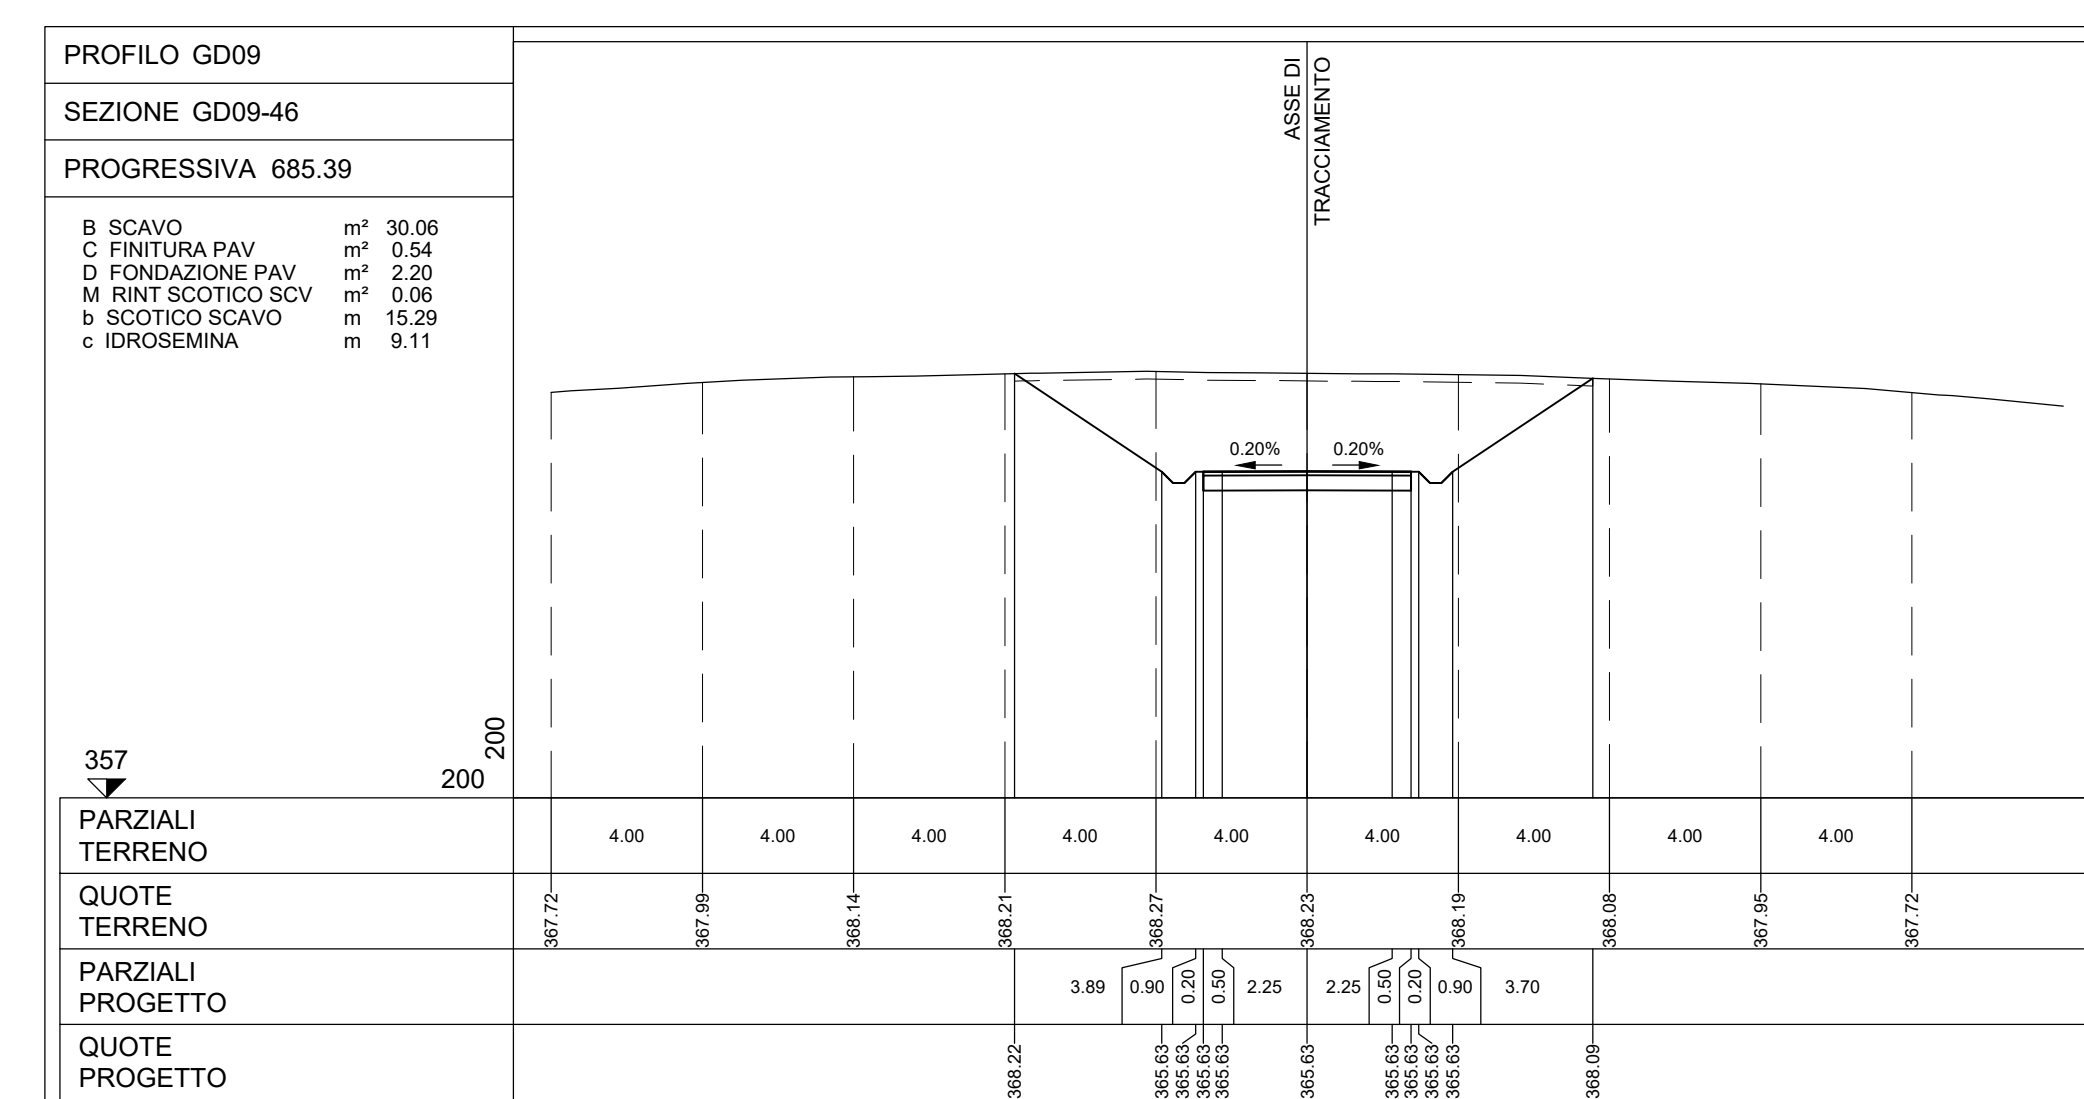 PROFILO GD09
SEZIONE GD09-46
PROGRESSIVA 685.39
B SCAVO m² 30.06
C FINITURA PAV m² 0.54
D FONDAZIONE PAV m² 2.20
M RINT SCOTICO SCV m² 0.06
b SCOTICO SCAVO m 15.29
c IDROSEMINA m 9.11
ASSE DI
TRACCIAMENTO
0.20% 0.20%
357
200
200
PARZIALI
TERRENO
4.00 4.00 4.00 4.00 4.00 4.00 4.00 4.00 4.00
QUOTE
TERRENO
367.72 367.99 368.14 368.21 368.27 368.23 368.19 368.08 367.95 367.72
PARZIALI
PROGETTO
3.89 0.90 0.20 0.50 2.25 2.25 0.50 0.20 0.90 3.70
QUOTE
PROGETTO
368.22 365.63 365.63 365.63 365.63 365.63 365.63 365.63 365.63 365.63 368.09